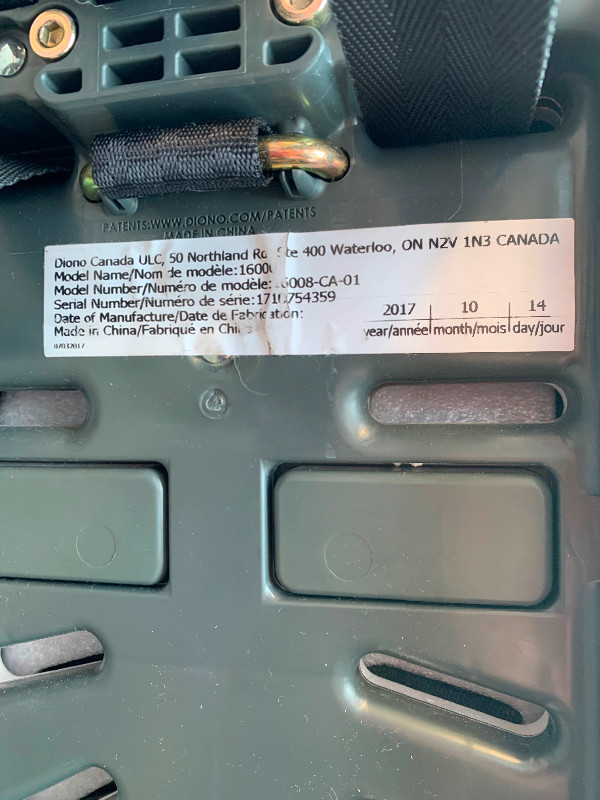 PATENTS:WWW.DIONO.COM/PATENTS
MADE IN CHINA
Diono Canada ULC, 50 Northland Rd Ste 400 Waterloo, ON N2V 1N3 CANADA
Model Name/Nom de modèle:
Model Number/Numéro de modèle:
Serial Number/Numéro de série:
Date of Manufacture/Date de Fabrication: 2017 10 14
Made in China/Fabriqué en year/année month/mois day/jour
07032017